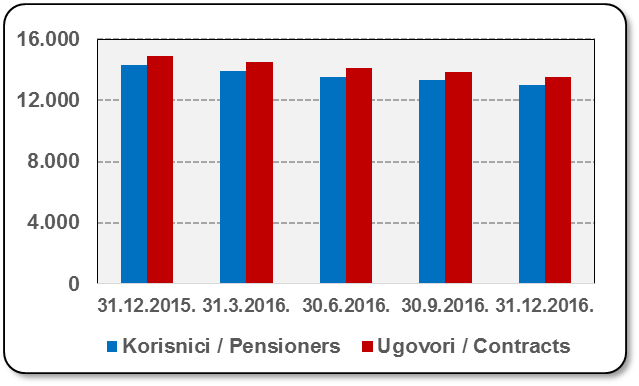 16.000
12.000
8.000
4.000
0
31.12.2015. 31.3.2016. 30.6.2016. 30.9.2016. 31.12.2016.
Korisnici / Pensioners Ugovori / Contracts